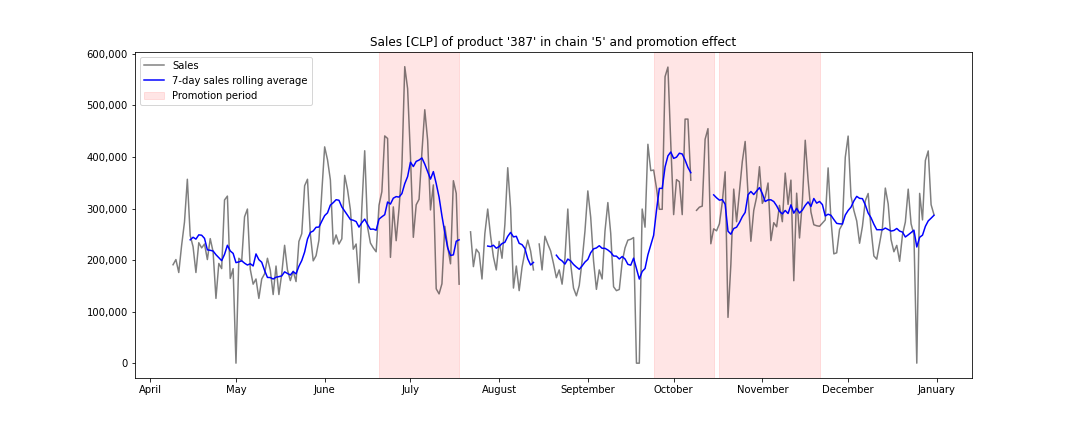 Sales [CLP] of product '387' in chain '5' and promotion effect
600,000
500,000
400,000
300,000
200,000
100,000
0
Sales
7-day sales rolling average
Promotion period
April May June July August September October November December January